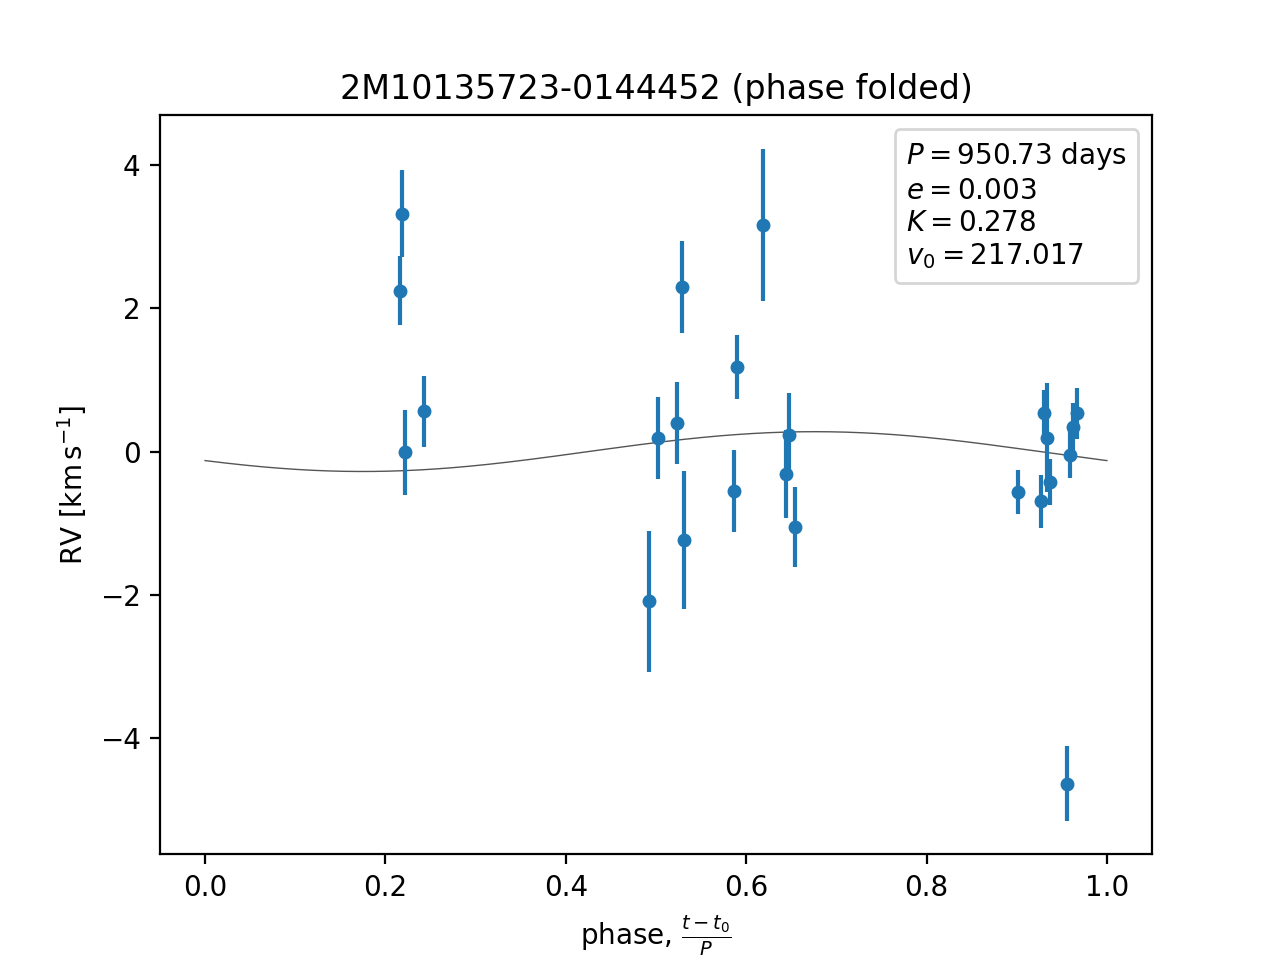 2M10135723-0144452 (phase folded)
P = 950.73 days
e = 0.003
K = 0.278
v₀ = 217.017
4
2
0
−2
−4
RV [km s⁻¹]
0.0 0.2 0.4 0.6 0.8 1.0
phase, (t − t₀)/P